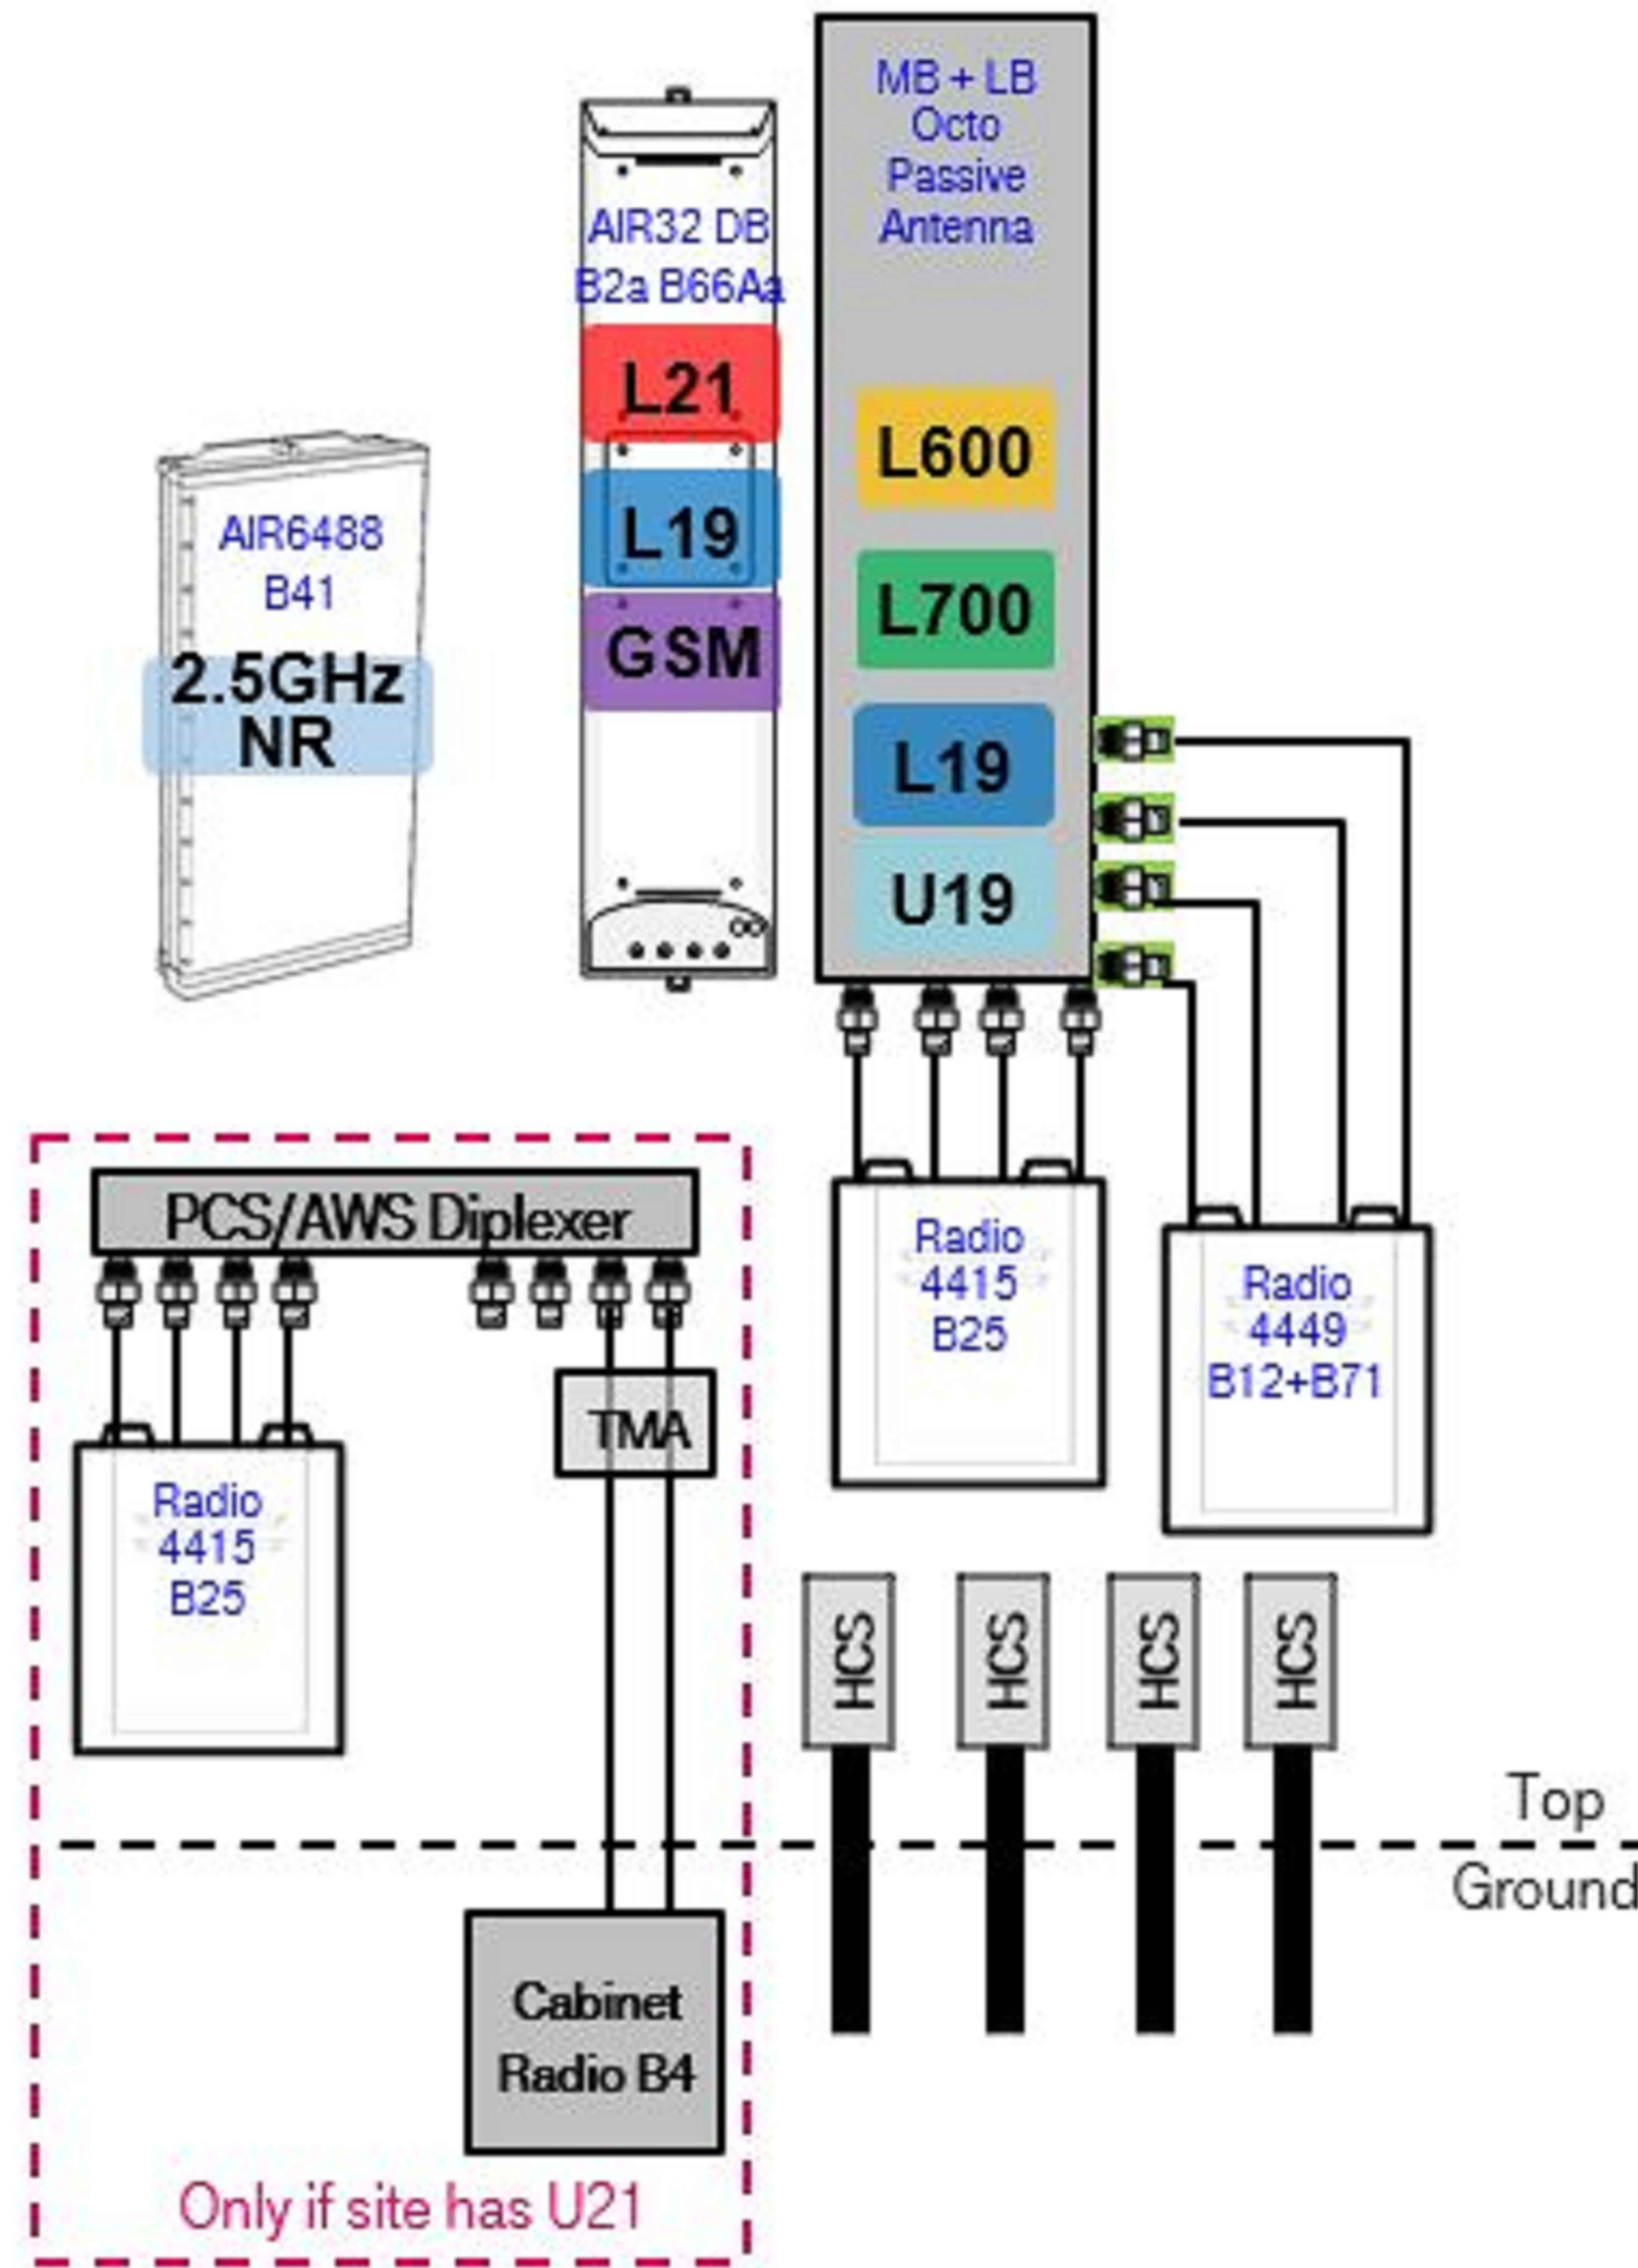 MB + LB
Octo
Passive
Antenna
AIR32 DB
B2a B66Aa
L21
L600
AIR6488
B41
L19
L700
2.5GHz
NR
GSM
L19
U19
PCS/AWS Diplexer
Radio
4415
B25
Radio
4449
B12+B71
TMA
Radio
4415
B25
HCS
HCS
HCS
HCS
Top
Ground
Cabinet
Radio B4
Only if site has U21